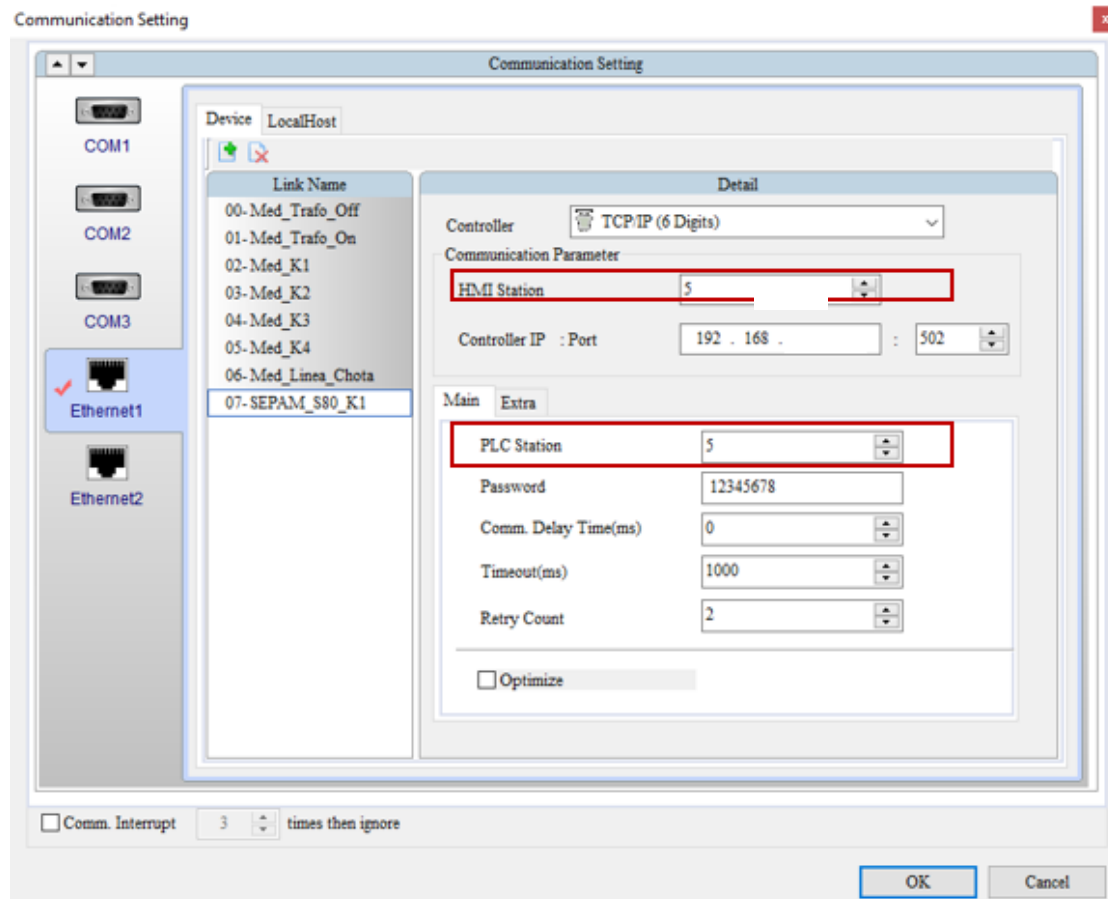 Communication Setting
x
Communication Setting
COM1
COM2
COM3
Ethernet1
Ethernet2
Device LocalHost
Link Name
00-Med_Trafo_Off
01-Med_Trafo_On
02-Med_K1
03-Med_K2
04-Med_K3
05-Med_K4
06-Med_Linea_Chota
07-SEPAM_S80_K1
Detail
Controller TCP/IP (6 Digits)
Communication Parameter
HMI Station 5
Controller IP : Port 192 . 168 . : 502
Main Extra
PLC Station 5
Password 12345678
Comm. Delay Time(ms) 0
Timeout(ms) 1000
Retry Count 2
Optimize
Comm. Interrupt 3 times then ignore
OK Cancel